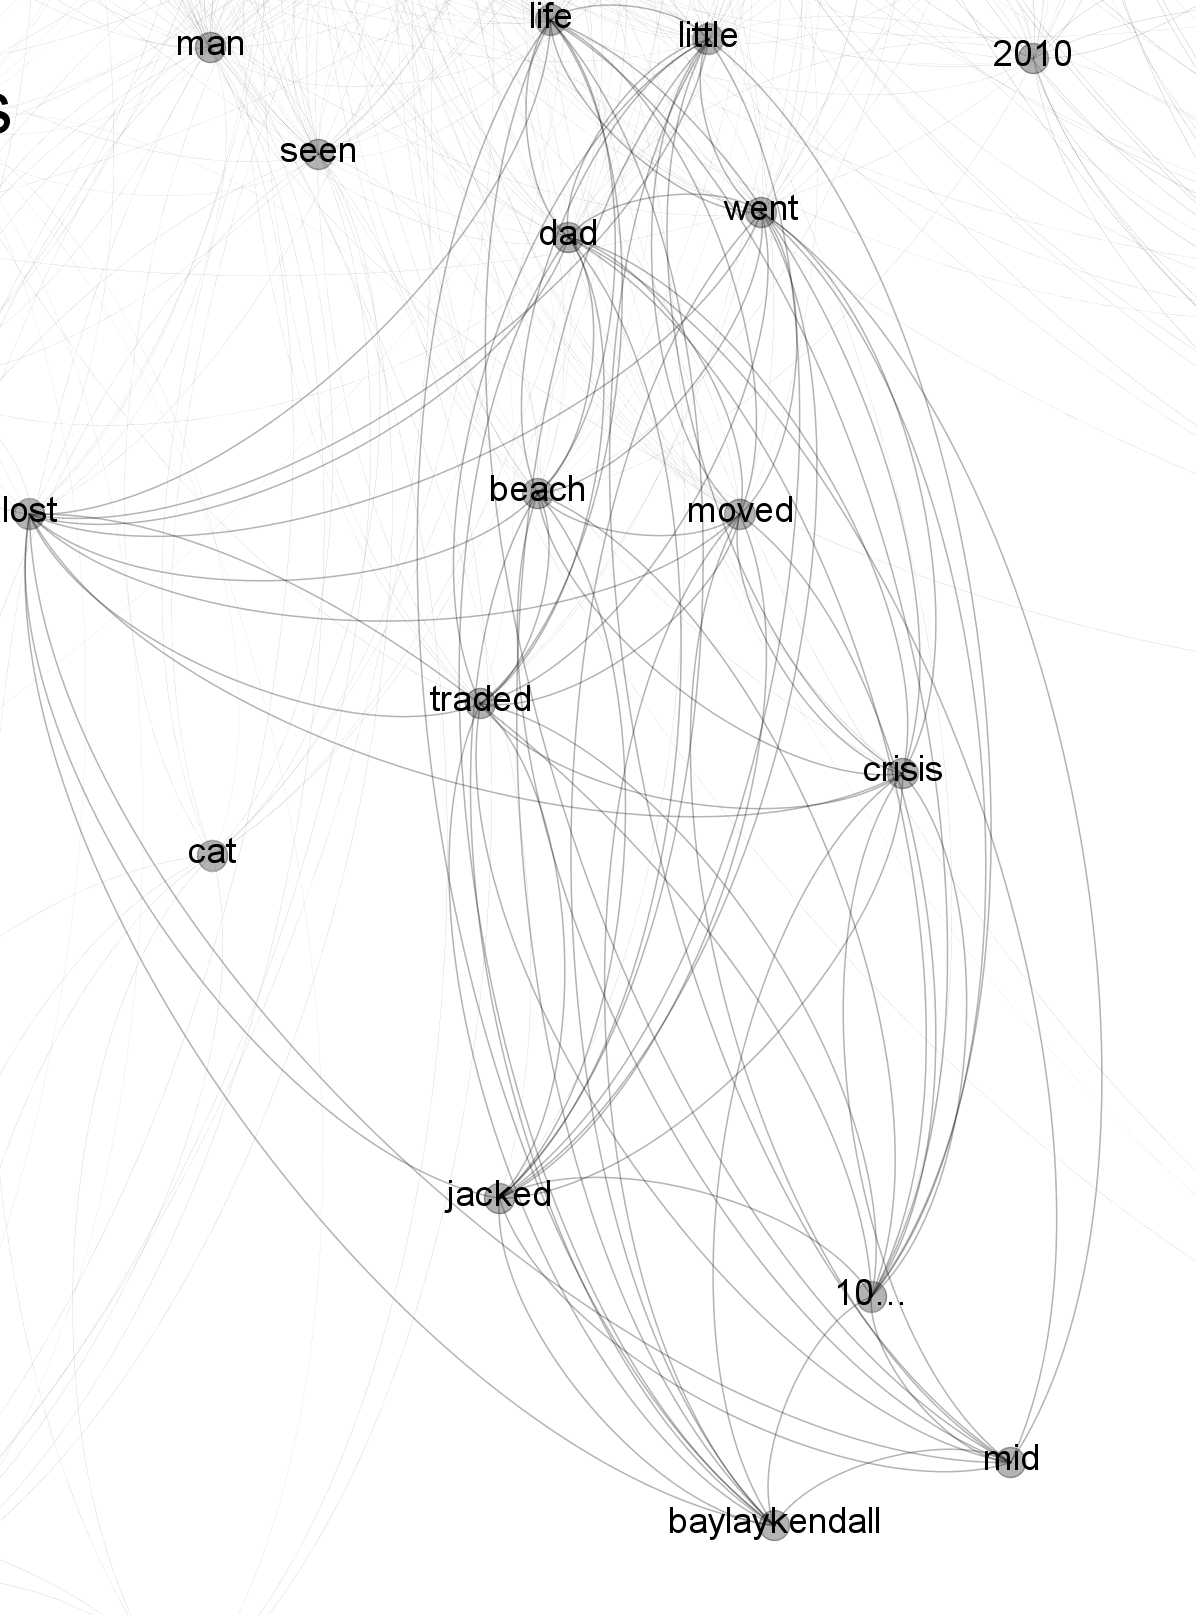 life
little
man
2010
s
seen
went
dad
beach
lost
moved
traded
crisis
cat
jacked
10...
mid
baylaykendall